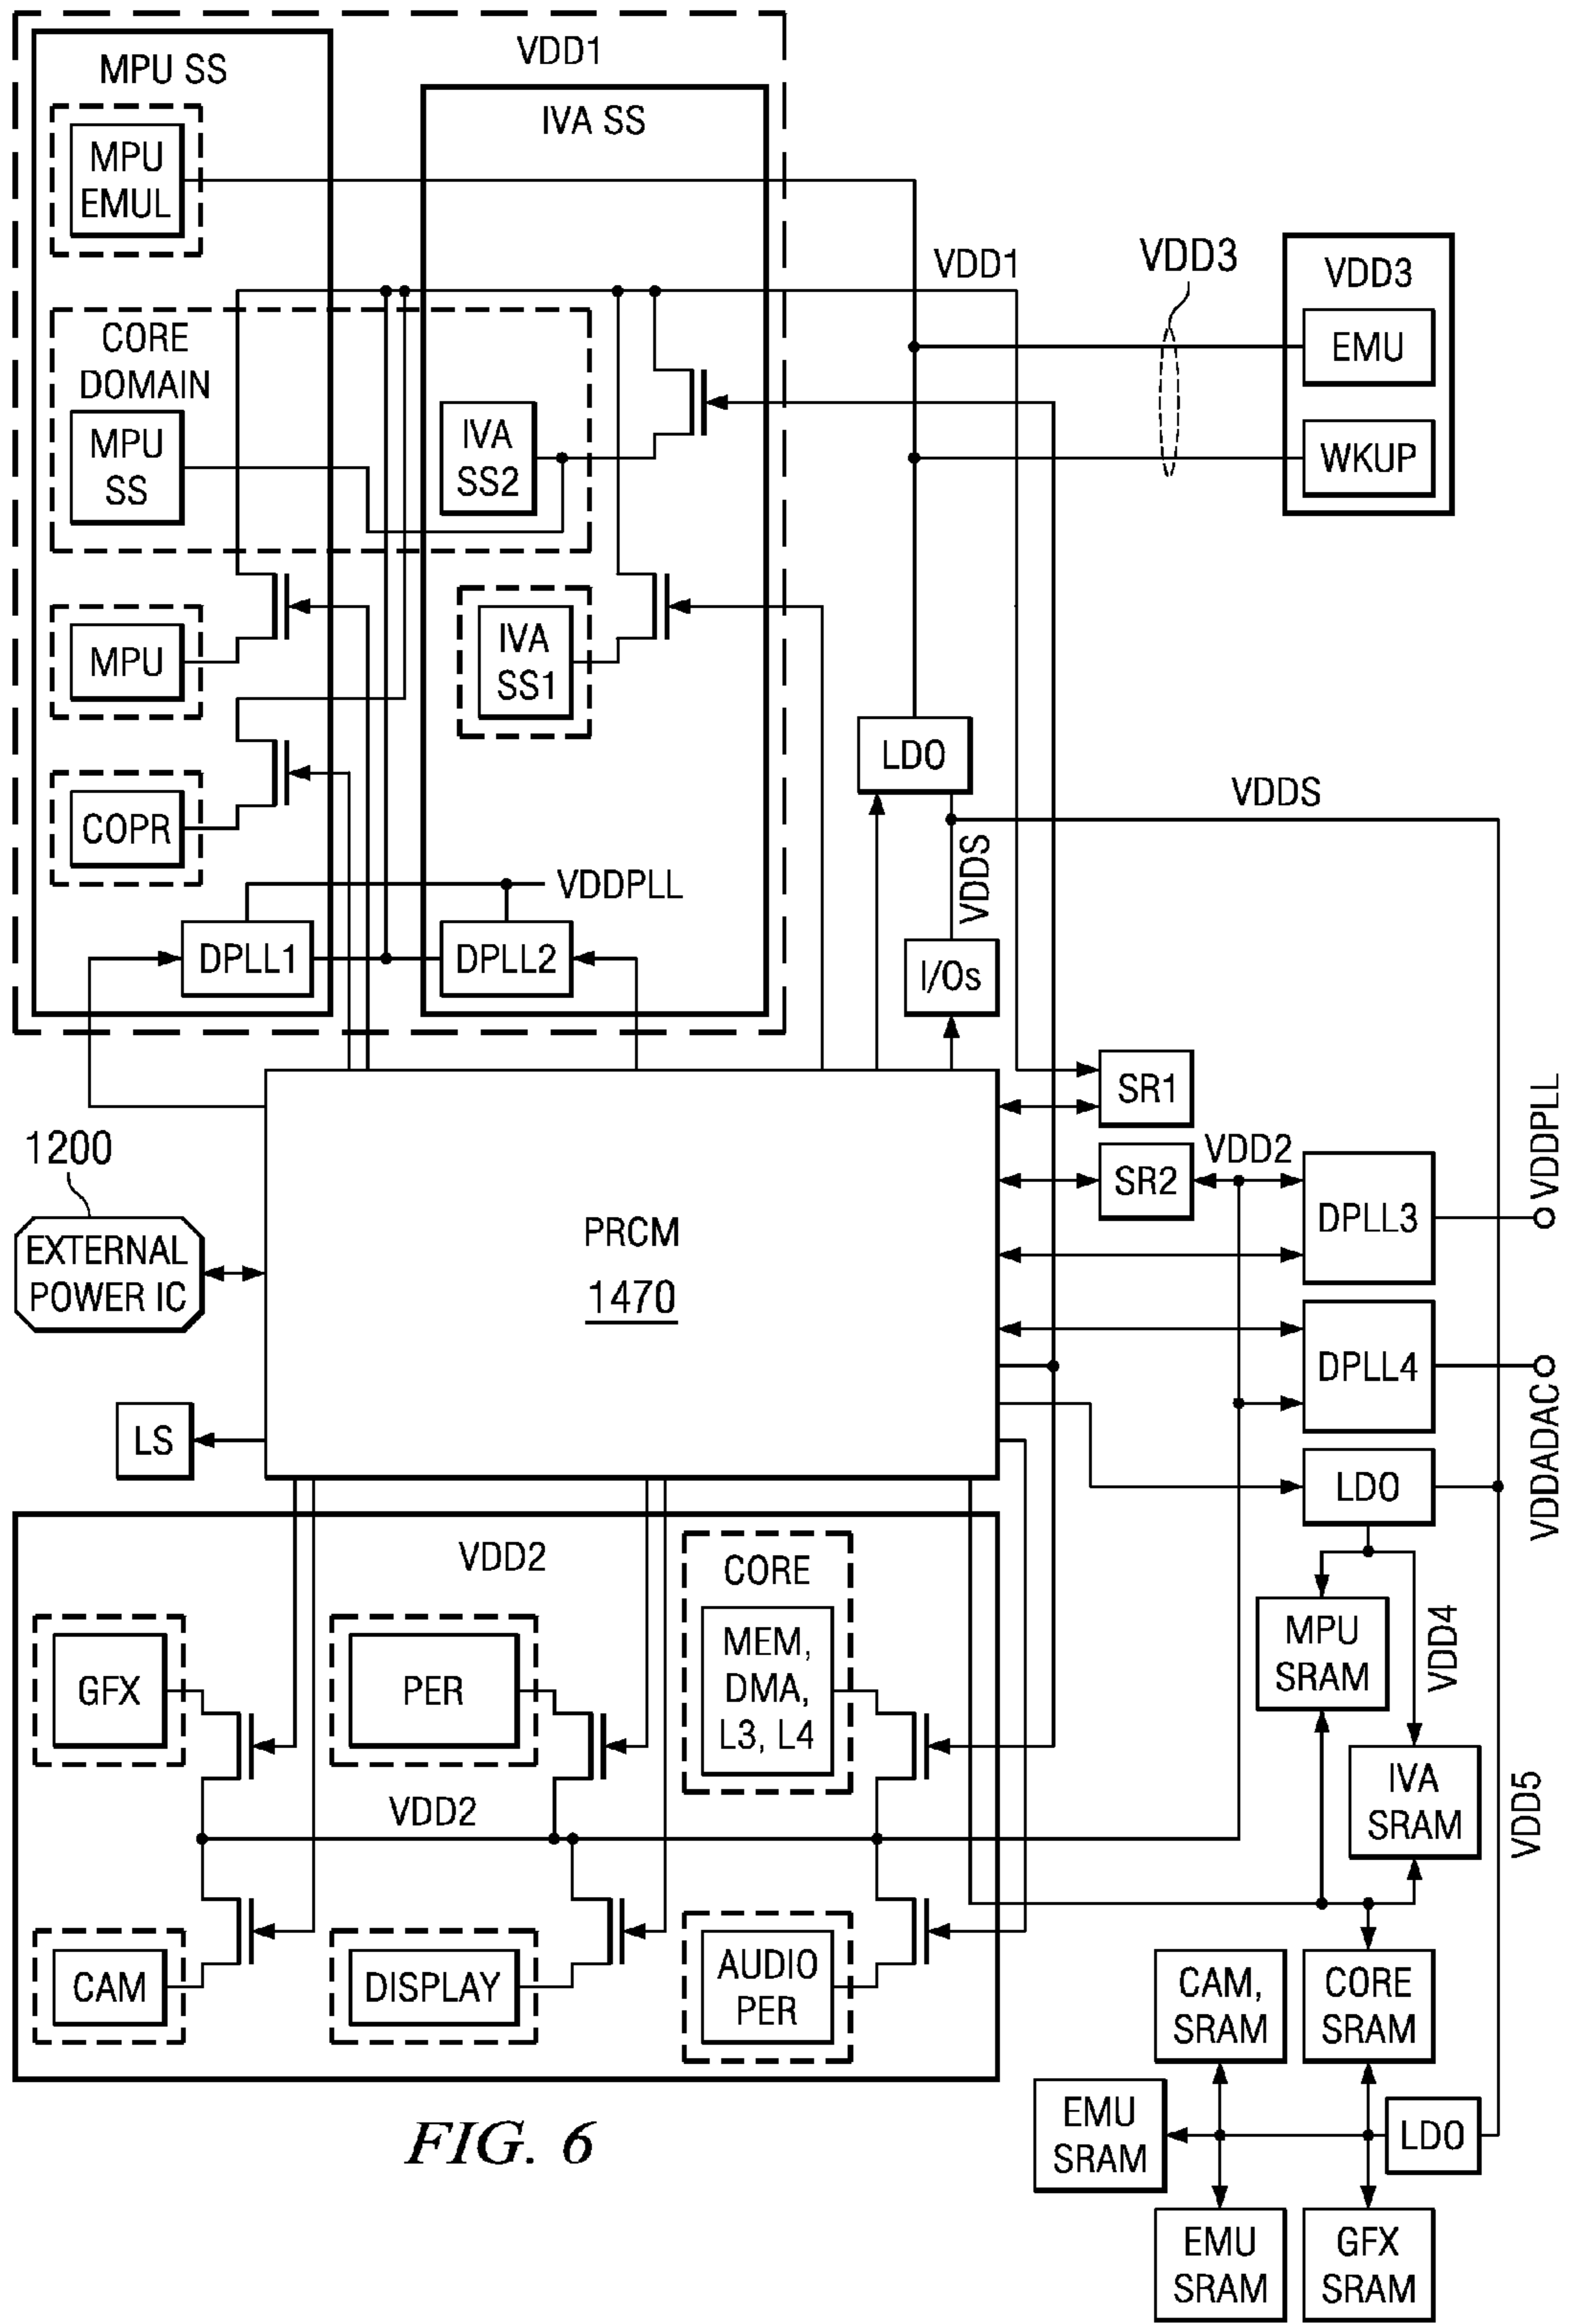 VDD1
MPU SS
IVA SS
MPU
EMUL
VDD1
VDD3
VDD3
EMU
WKUP
CORE
DOMAIN
MPU
SS
IVA
SS2
MPU
IVA
SS1
COPR
LDO
VDDS
VDDS
VDDPLL
DPLL1
DPLL2
I/Os
SR1
SR2
VDD2
DPLL3
VDDPLL
1200
EXTERNAL
POWER IC
PRCM
1470
DPLL4
VDDADAC
LS
LDO
VDD2
CORE
GFX
PER
MEM,
DMA,
L3, L4
MPU
SRAM
VDD4
IVA
SRAM
VDD5
VDD2
CAM
DISPLAY
AUDIO
PER
CAM,
SRAM
CORE
SRAM
EMU
SRAM
LDO
EMU
SRAM
GFX
SRAM
FIG. 6